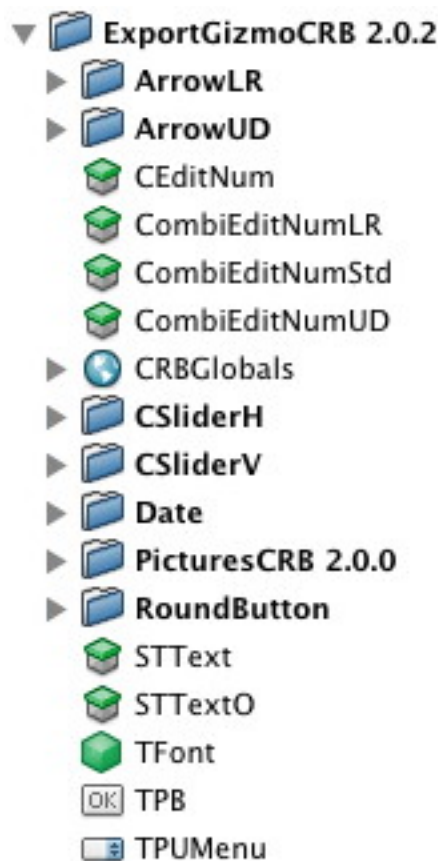 ExportGizmoCRB 2.0.2
ArrowLR
ArrowUD
CEditNum
CombiEditNumLR
CombiEditNumStd
CombiEditNumUD
CRBGlobals
CSliderH
CSliderV
Date
PicturesCRB 2.0.0
RoundButton
STText
STTextO
TFont
OK TPB
TPUMenu